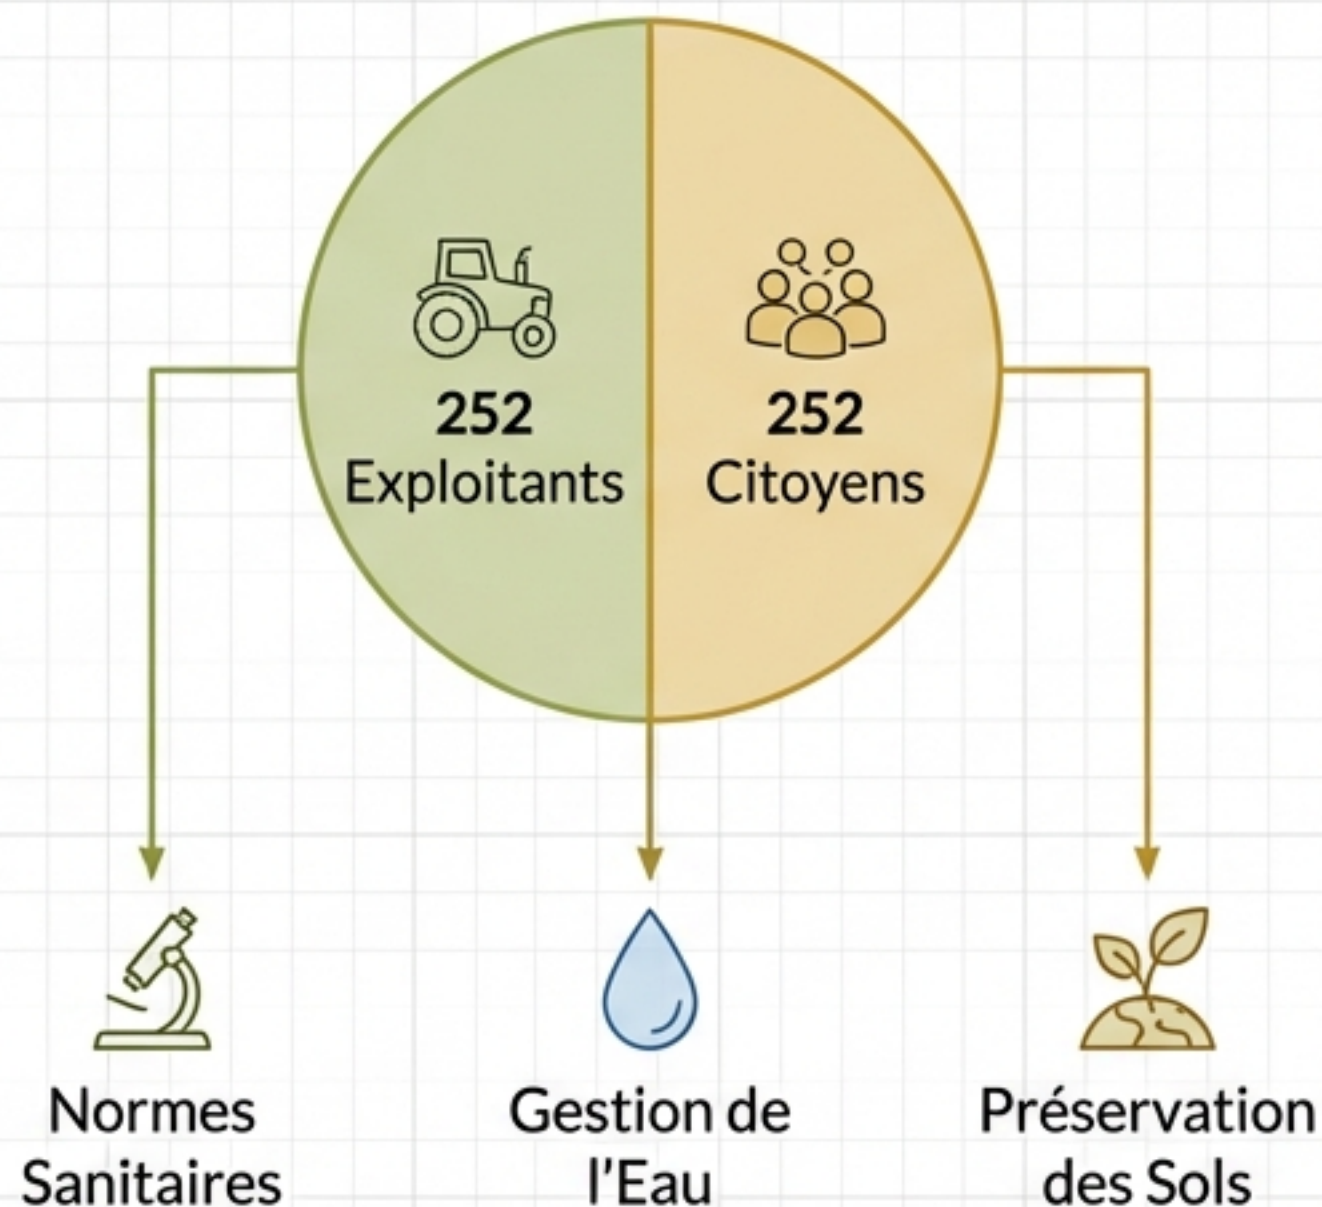 252
Exploitants
252
Citoyens
Normes
Sanitaires
Gestion de
l'Eau
Préservation
des Sols